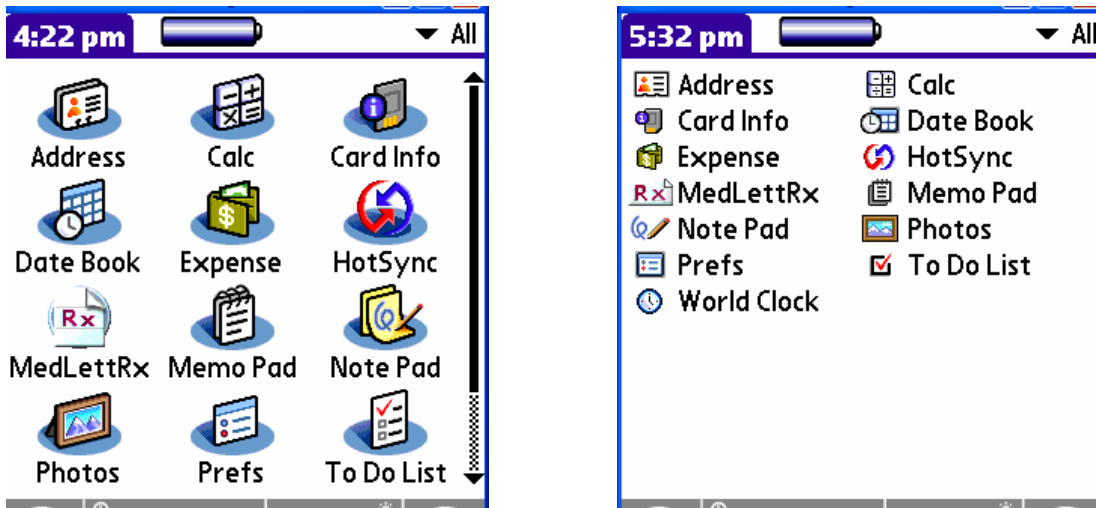 4:22 pm All
Address Calc Card Info
Date Book Expense HotSync
Rx
MedLettRx Memo Pad Note Pad
Photos Prefs To Do List
5:32 pm All
Address Calc
Card Info Date Book
Expense HotSync
Rx MedLettRx Memo Pad
Note Pad Photos
Prefs To Do List
World Clock